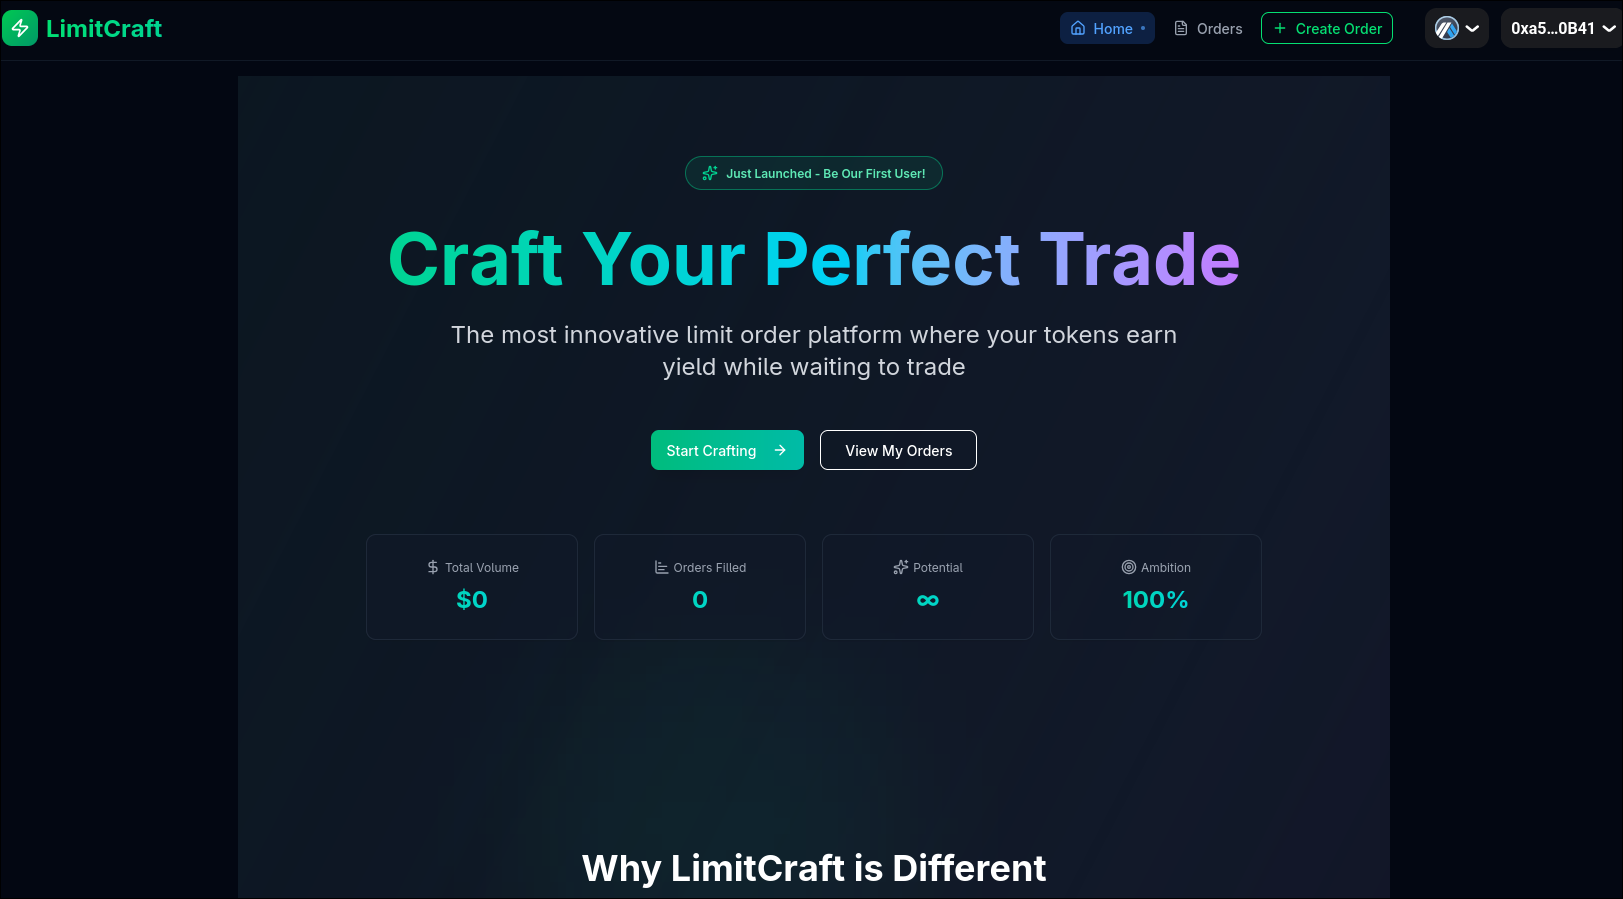 LimitCraft
Home
Orders
Create Order
0xa5...0B41
Just Launched - Be Our First User!
Craft Your Perfect Trade
The most innovative limit order platform where your tokens earn
yield while waiting to trade
Start Crafting
View My Orders
Total Volume
$0
Orders Filled
0
Potential
∞
Ambition
100%
Why LimitCraft is Different